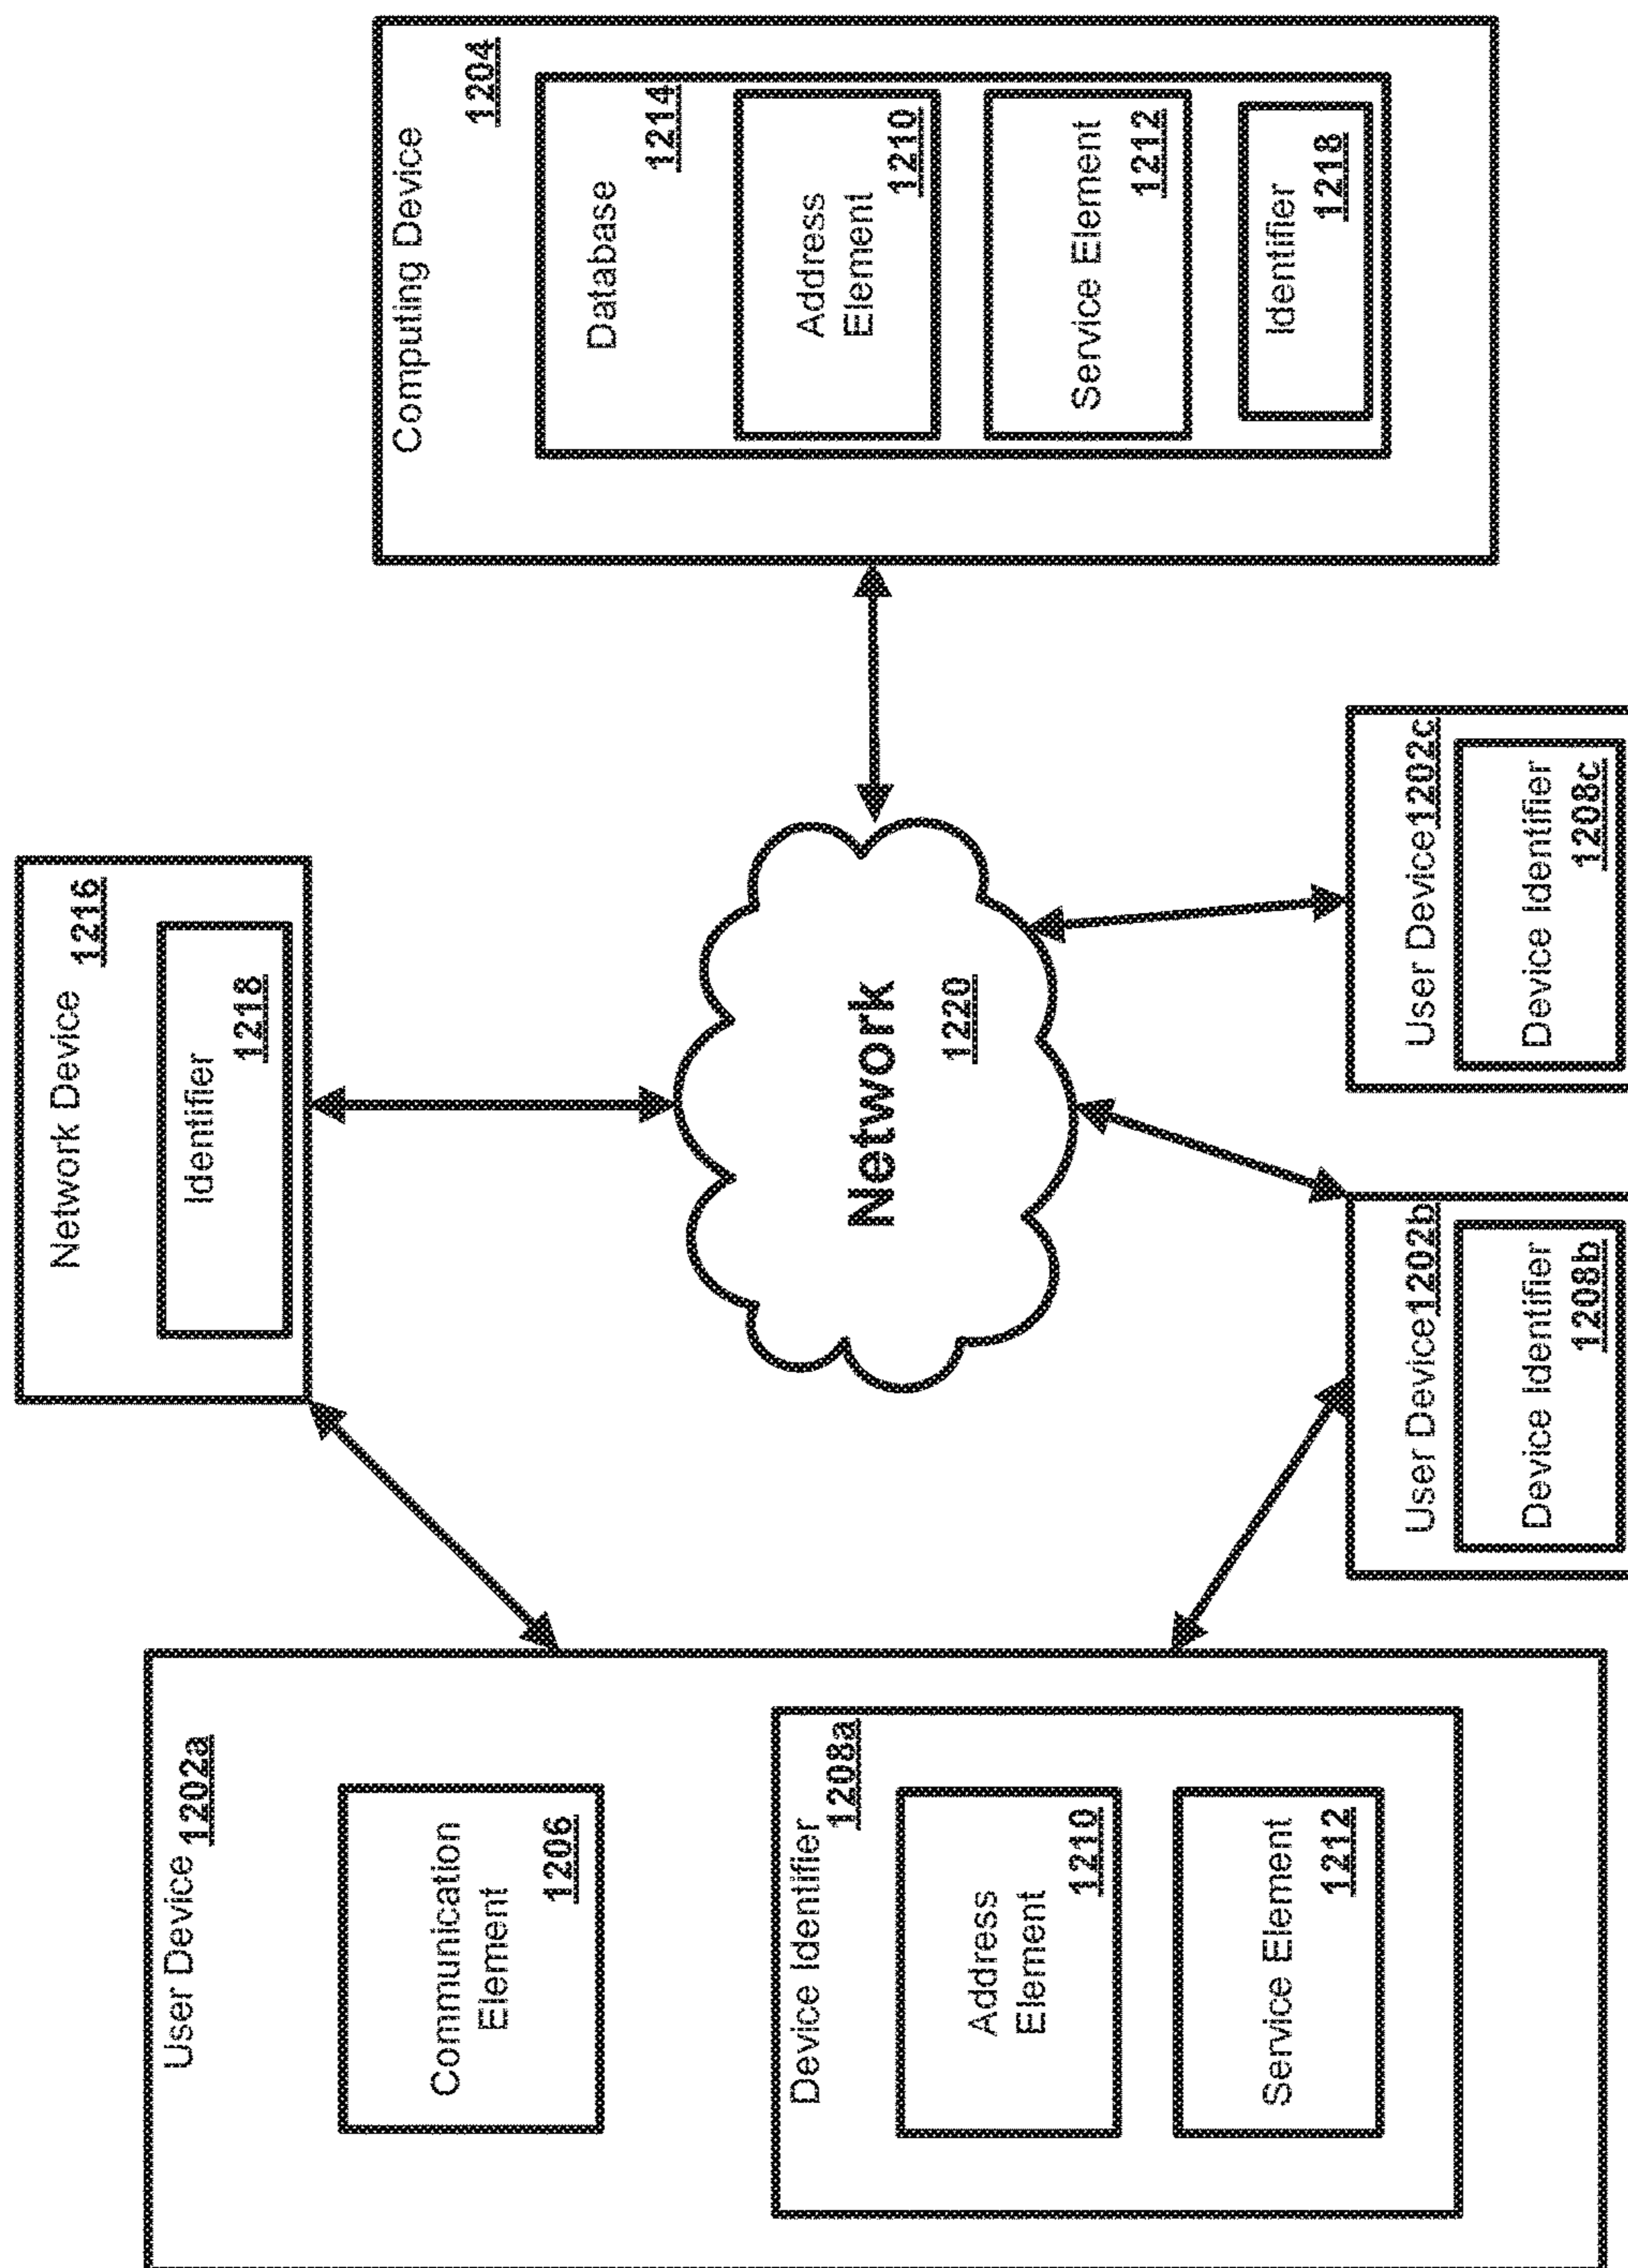 User Device 1202a
Communication
Element
1206
Device Identifier
1208a
Address
Element
1210
Service Element
1212
Network Device
1216
Identifier
1218
Network
1220
User Device1202b
Device Identifier
1208b
User Device1202c
Device Identifier
1208c
Computing Device
1204
Database
1214
Address
Element
1210
Service Element
1212
Identifier
1218